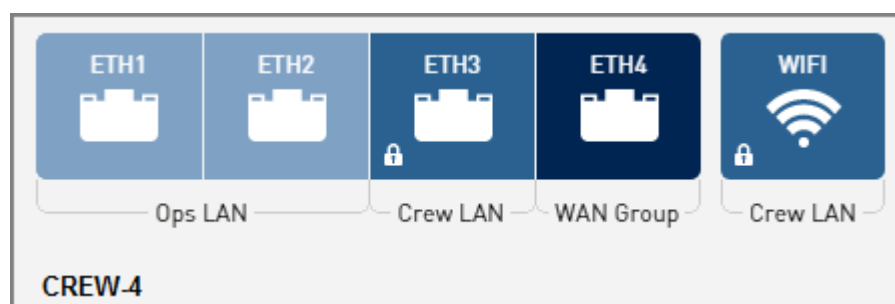 ETH1 ETH2 ETH3 ETH4 WIFI
Ops LAN Crew LAN WAN Group Crew LAN
CREW-4